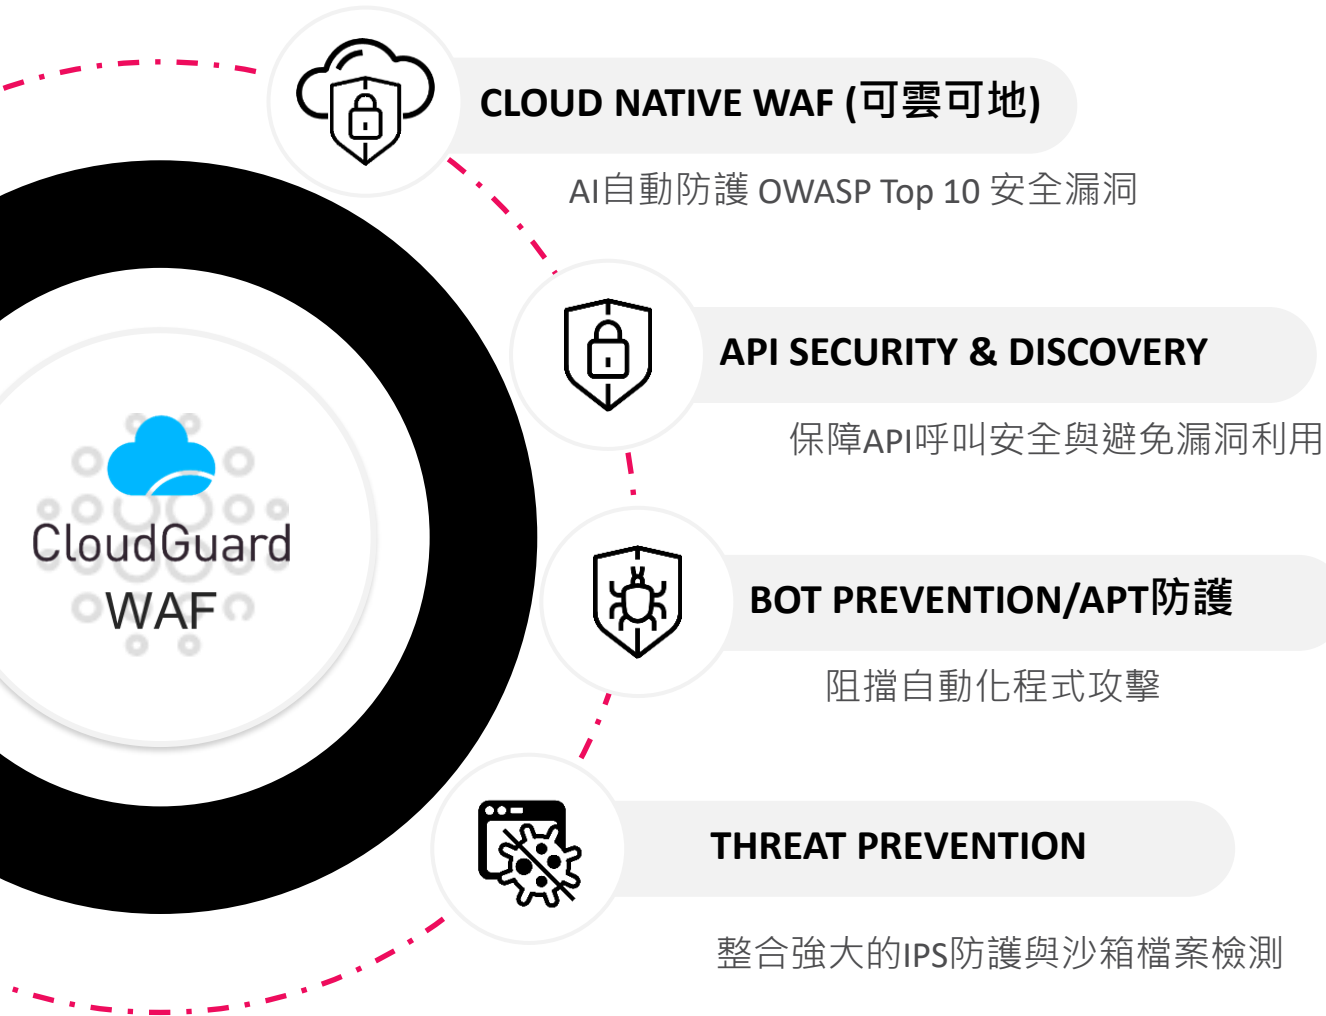 CLOUD NATIVE WAF (可雲可地)
AI自動防護 OWASP Top 10 安全漏洞
API SECURITY & DISCOVERY
保障API呼叫安全與避免漏洞利用
CloudGuard
WAF
BOT PREVENTION/APT防護
阻擋自動化程式攻擊
THREAT PREVENTION
整合強大的IPS防護與沙箱檔案檢測